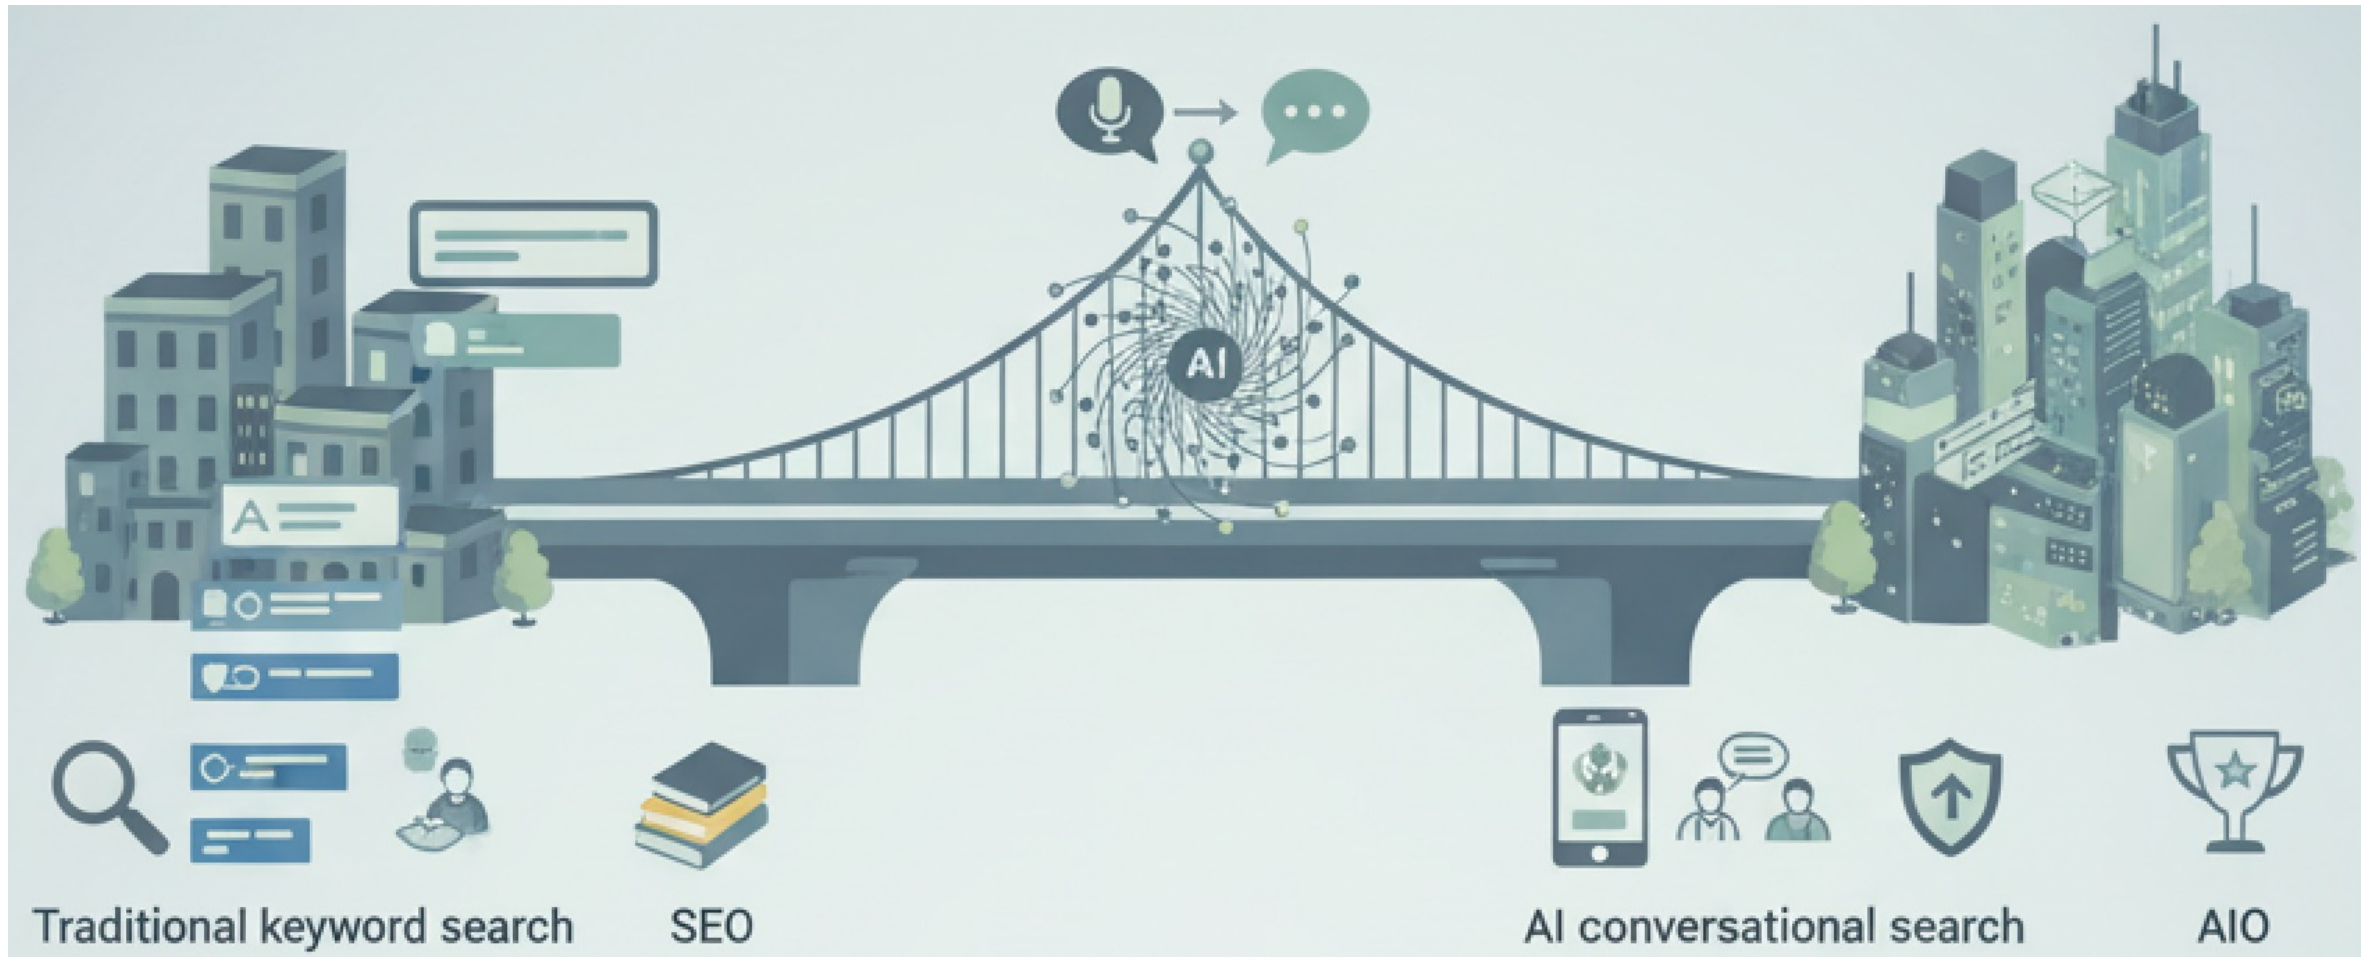 AI
A
Traditional keyword search
SEO
AI conversational search
AIO